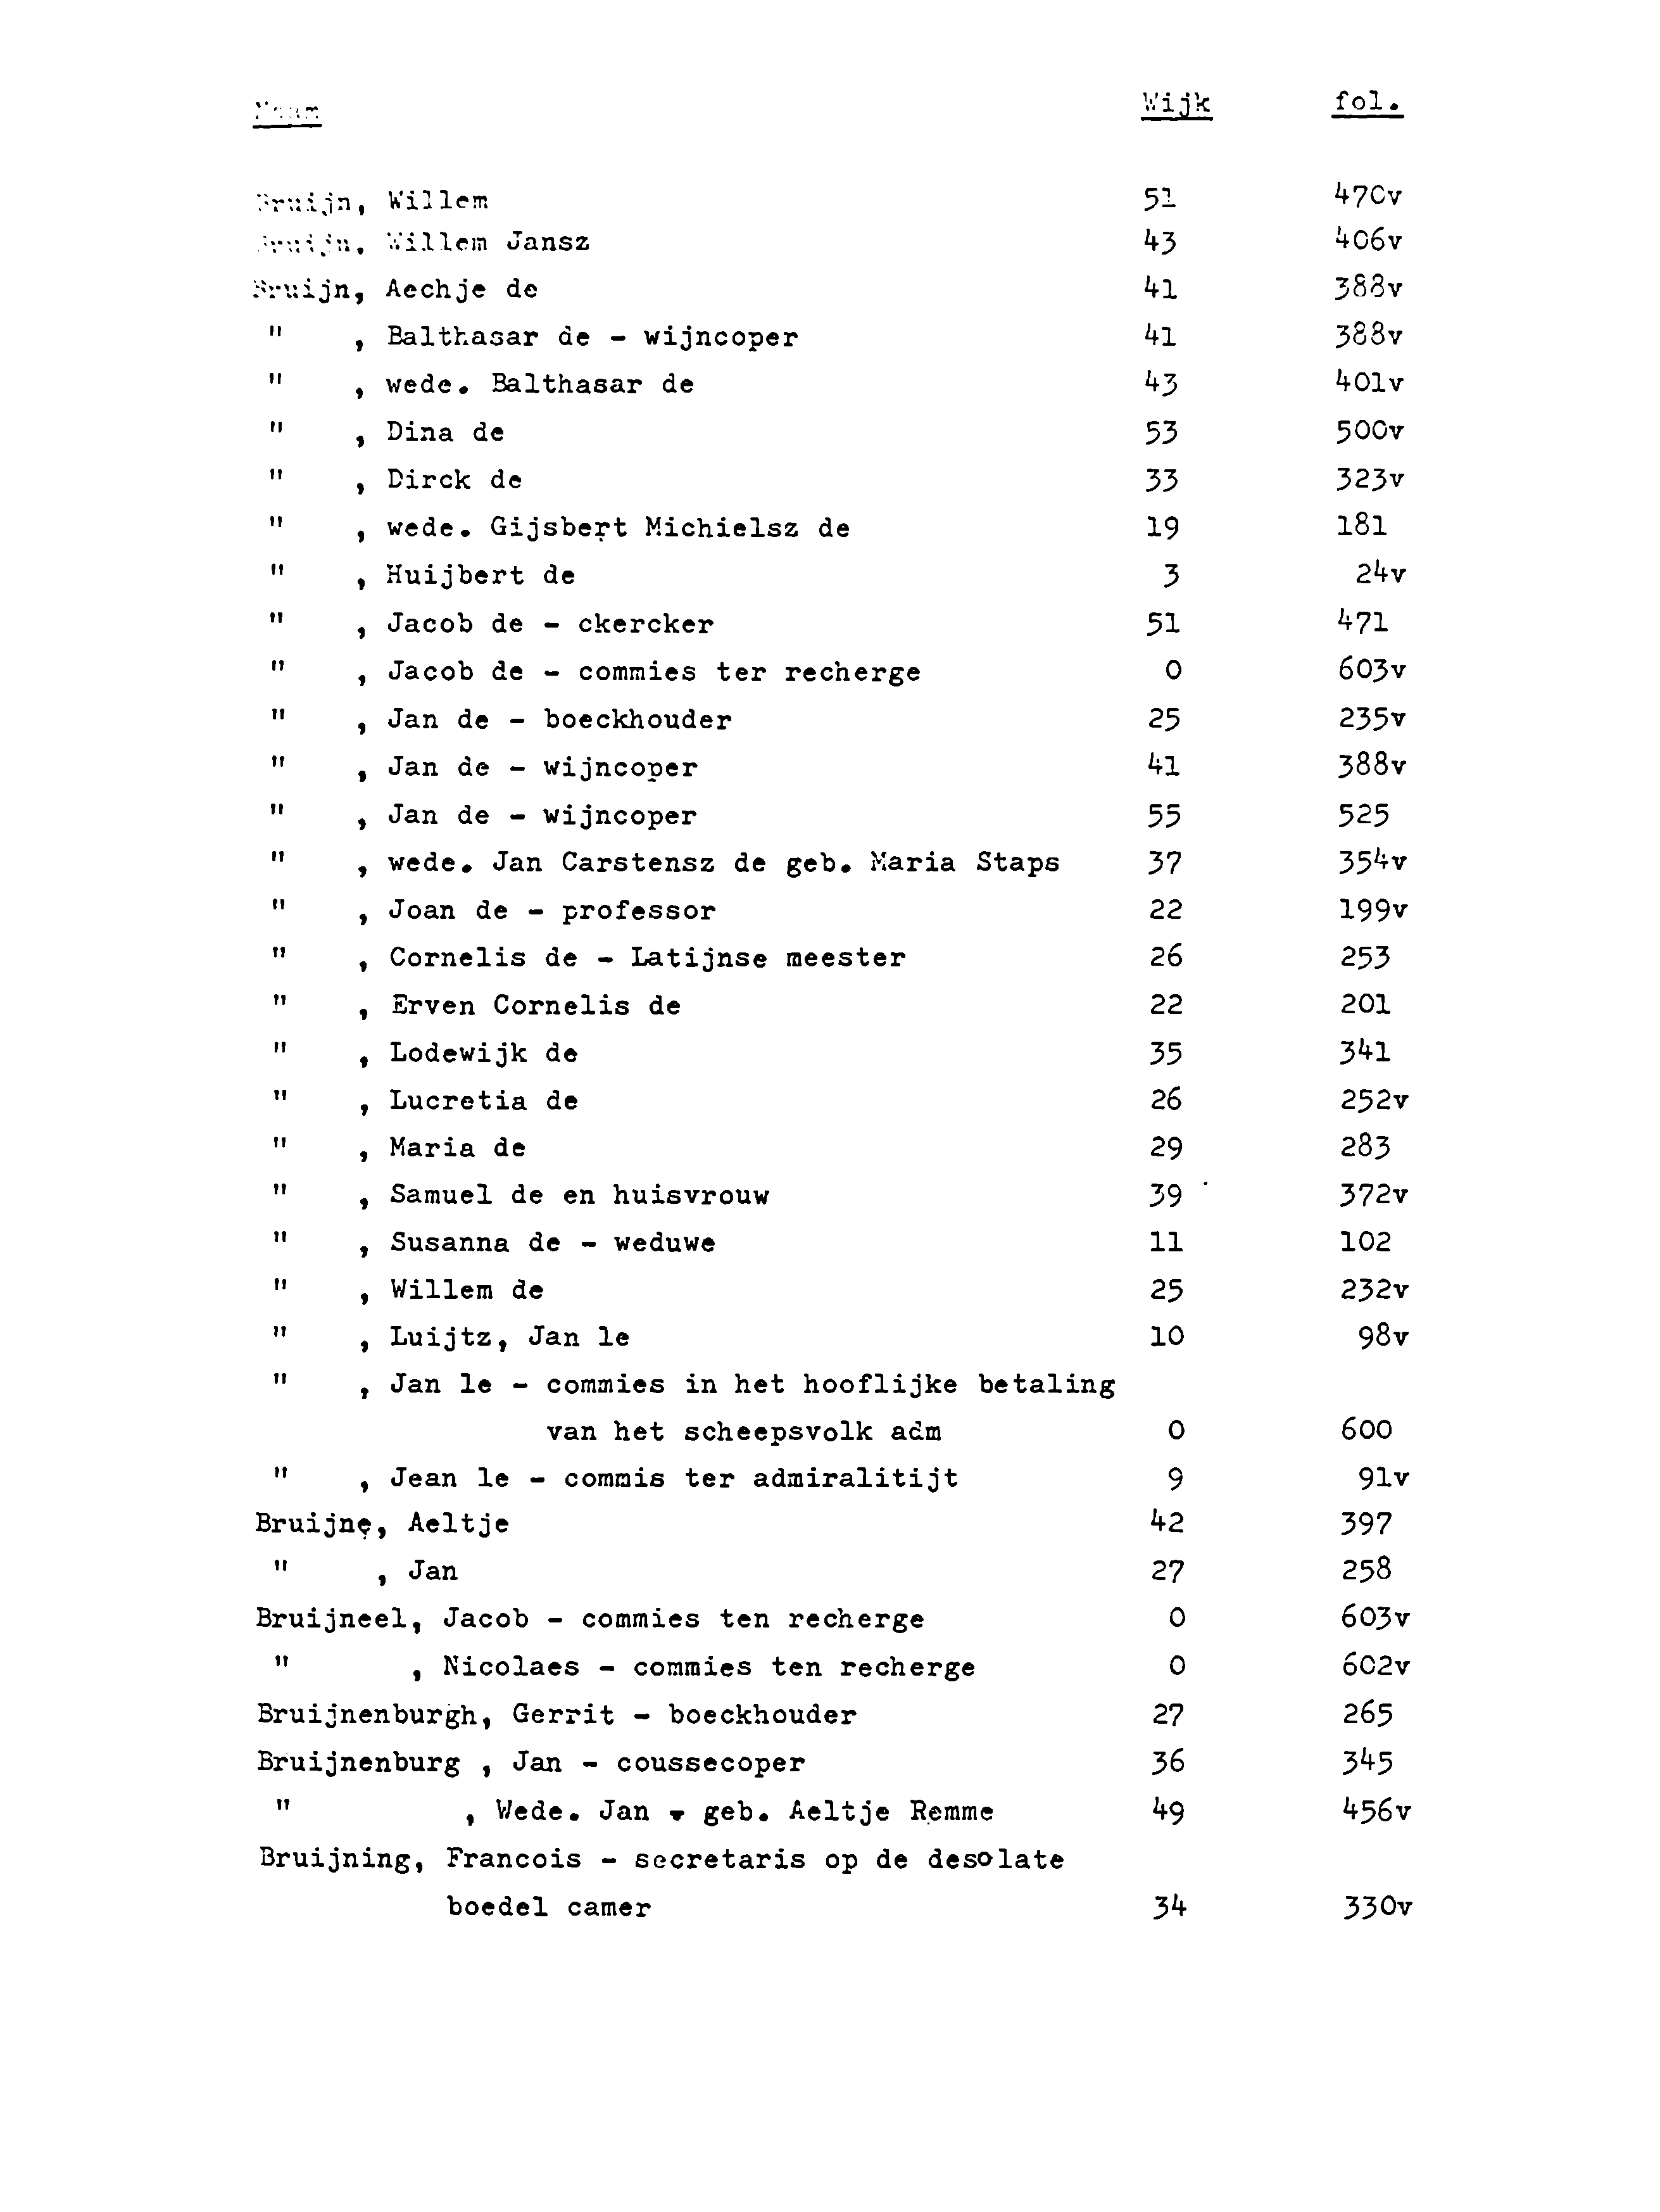 Naam Wijk fol.
Bruijn, Willem 51 470v
Bruijn, Willem Jansz 43 406v
Bruijn, Aechje de 41 388v
" , Balthasar de - wijncoper 41 388v
" , wede. Balthasar de 43 401v
" , Dina de 53 500v
" , Dirck de 33 323v
" , wede. Gijsbert Michielsz de 19 181
" , Huijbert de 3 24v
" , Jacob de - ckercker 51 471
" , Jacob de - commies ter recherge 0 603v
" , Jan de - boeckhouder 25 235v
" , Jan de - wijncoper 41 388v
" , Jan de - wijncoper 55 525
" , wede. Jan Carstensz de geb. Maria Staps 37 354v
" , Joan de - professor 22 199v
" , Cornelis de - Latijnse meester 26 253
" , Erven Cornelis de 22 201
" , Lodewijk de 35 341
" , Lucretia de 26 252v
" , Maria de 29 283
" , Samuel de en huisvrouw 39 372v
" , Susanna de - weduwe 11 102
" , Willem de 25 232v
" , Luijtz, Jan le 10 98v
" , Jan le - commies in het hooflijke betaling
van het scheepsvolk adm 0 600
" , Jean le - commis ter admiralitijt 9 91v
Bruijne, Aeltje 42 397
" , Jan 27 258
Bruijneel, Jacob - commies ten recherge 0 603v
" , Nicolaes - commies ten recherge 0 602v
Bruijnenburgh, Gerrit - boeckhouder 27 265
Bruijnenburg , Jan - coussecoper 36 345
" , Wede. Jan - geb. Aeltje Remme 49 456v
Bruijning, Francois - secretaris op de desolate
boedel camer 34 330v